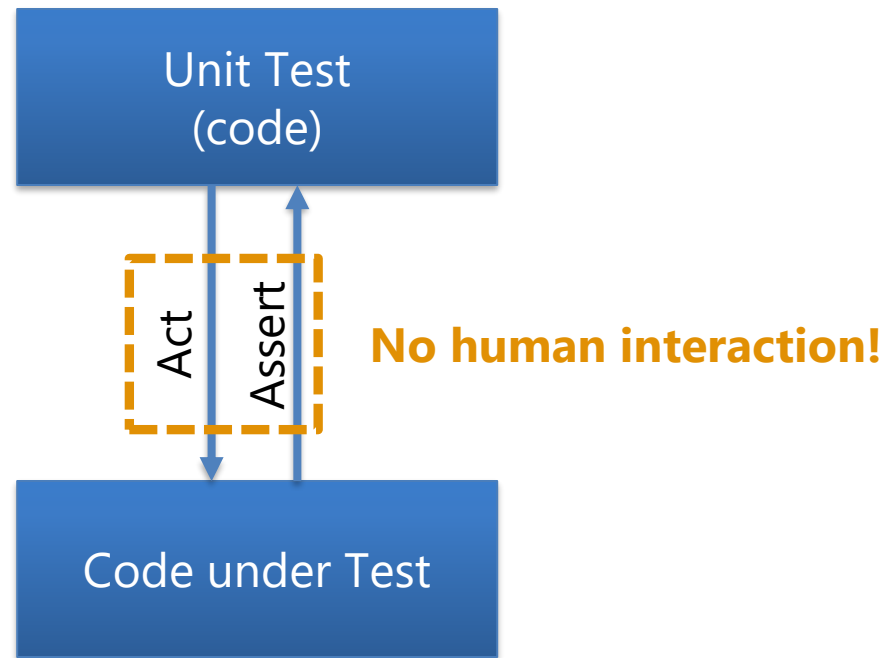 Unit Test
(code)
Act
Assert
No human interaction!
Code under Test